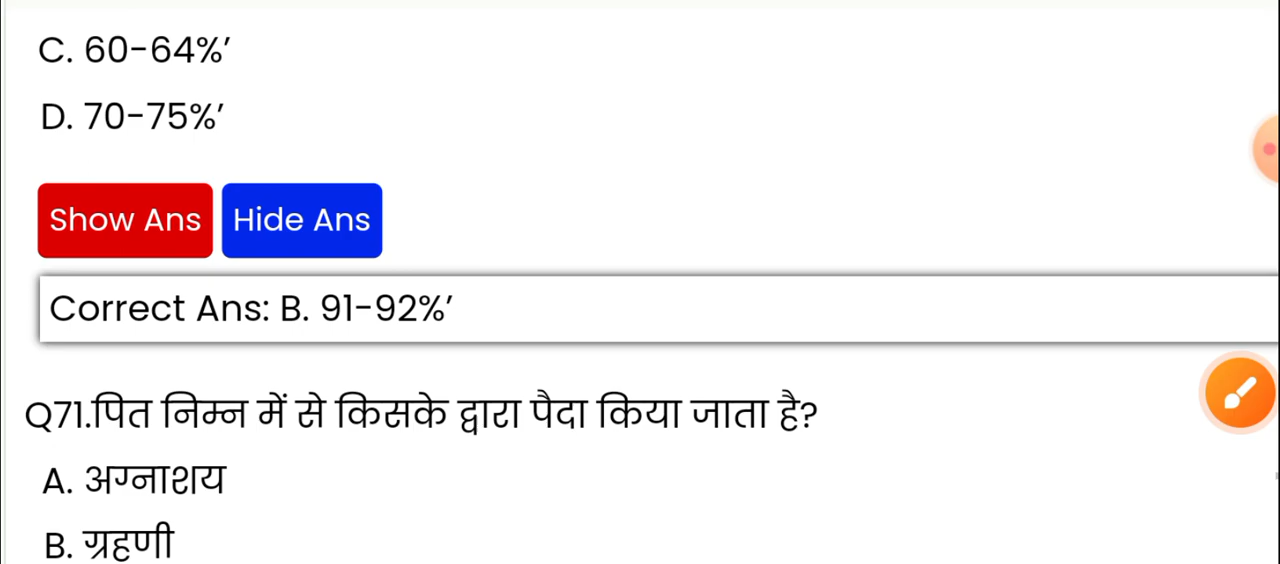 C. 60-64%’
D. 70-75%’
Show Ans Hide Ans
Correct Ans: B. 91-92%’
Q71.पित निम्न में से किसके द्वारा पैदा किया जाता है?
A. अग्नाशय
B. ग्रहणी